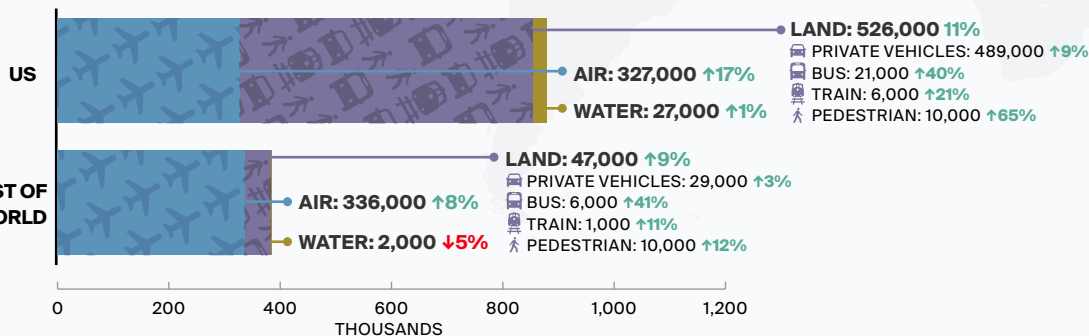 US
LAND: 526,000 11%
PRIVATE VEHICLES: 489,000 ↑9%
BUS: 21,000 ↑40%
TRAIN: 6,000 ↑21%
PEDESTRIAN: 10,000 ↑65%
AIR: 327,000 ↑17%
WATER: 27,000 ↑1%
ST OF
ORLD
LAND: 47,000 ↑9%
PRIVATE VEHICLES: 29,000 ↑3%
BUS: 6,000 ↑41%
TRAIN: 1,000 ↑11%
PEDESTRIAN: 10,000 ↑12%
AIR: 336,000 ↑8%
WATER: 2,000 ↓5%
0 200 400 600 800 1,000 1,200
THOUSANDS